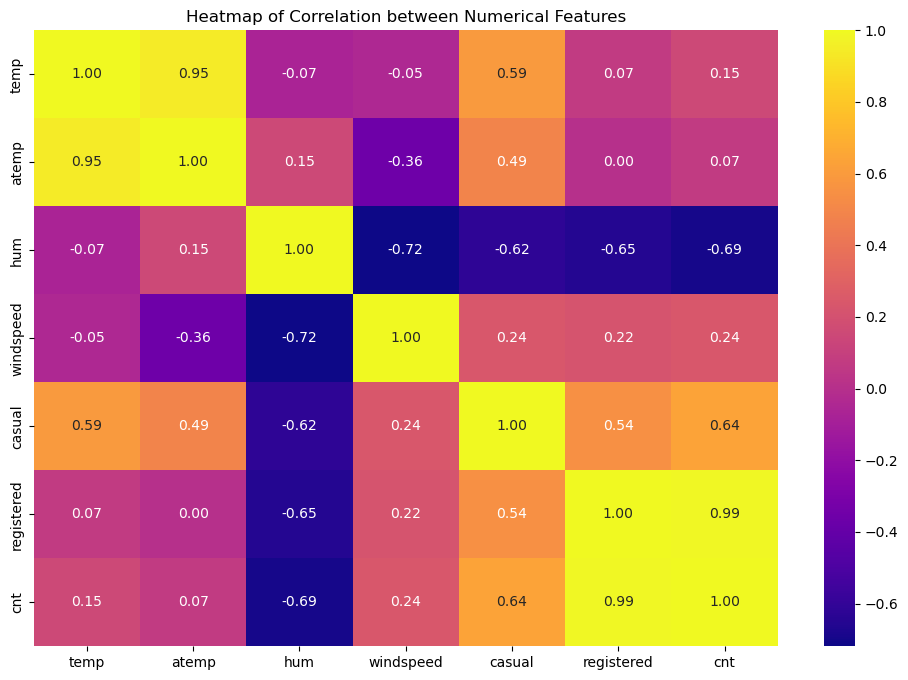 Heatmap of Correlation between Numerical Features
temp 1.00 0.95 -0.07 -0.05 0.59 0.07 0.15
atemp 0.95 1.00 0.15 -0.36 0.49 0.00 0.07
hum -0.07 0.15 1.00 -0.72 -0.62 -0.65 -0.69
windspeed -0.05 -0.36 -0.72 1.00 0.24 0.22 0.24
casual 0.59 0.49 -0.62 0.24 1.00 0.54 0.64
registered 0.07 0.00 -0.65 0.22 0.54 1.00 0.99
cnt 0.15 0.07 -0.69 0.24 0.64 0.99 1.00
temp atemp hum windspeed casual registered cnt
1.0
0.8
0.6
0.4
0.2
0.0
−0.2
−0.4
−0.6